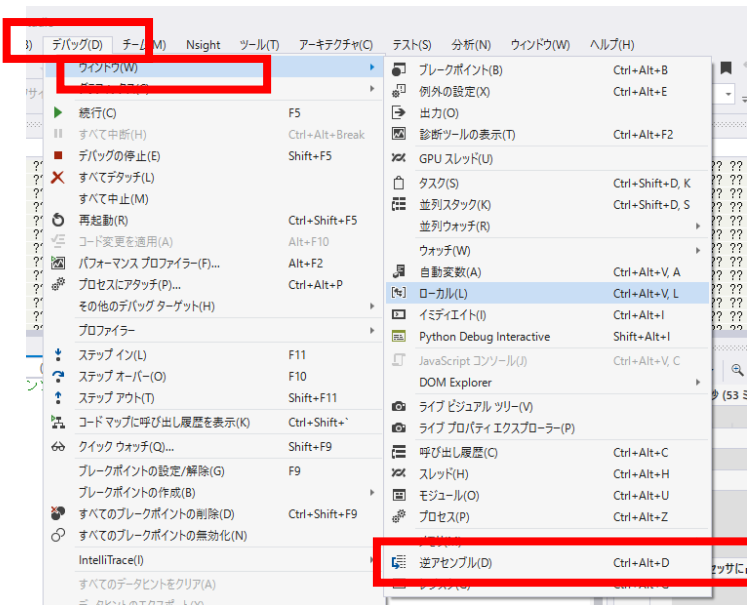 デバッグ(D) チーム(M) Nsight ツール(T) アーキテクチャ(C) テスト(S) 分析(N) ウィンドウ(W) ヘルプ(H)
ウィンドウ(W)
続行(C) F5
すべて中断(H) Ctrl+Alt+Break
デバッグの停止(E) Shift+F5
すべてデタッチ(L)
すべて中止(M)
再起動(R) Ctrl+Shift+F5
コード変更を適用(A) Alt+F10
パフォーマンス プロファイラー(F)... Alt+F2
プロセスにアタッチ(P)... Ctrl+Alt+P
その他のデバッグ ターゲット(H)
プロファイラー
ステップ イン(L) F11
ステップ オーバー(O) F10
ステップ アウト(T) Shift+F11
コード マップに呼び出し履歴を表示(K) Ctrl+Shift+`
クイック ウォッチ(Q)... Shift+F9
ブレークポイントの設定/解除(G) F9
ブレークポイントの作成(B)
すべてのブレークポイントの削除(D) Ctrl+Shift+F9
すべてのブレークポイントの無効化(N)
IntelliTrace(I)
すべてのデータヒントをクリア(A)
データヒントのエクスポート(X)
ブレークポイント(B) Ctrl+Alt+B
例外の設定(X) Ctrl+Alt+E
出力(O)
診断ツールの表示(T) Ctrl+Alt+F2
GPU スレッド(U)
タスク(S) Ctrl+Shift+D, K
並列スタック(K) Ctrl+Shift+D, S
並列ウォッチ(R)
ウォッチ(W)
自動変数(A) Ctrl+Alt+V, A
ローカル(L) Ctrl+Alt+V, L
イミディエイト(I) Ctrl+Alt+I
Python Debug Interactive Shift+Alt+I
JavaScript コンソール(J) Ctrl+Alt+V, C
DOM Explorer
ライブ ビジュアル ツリー(V)
ライブ プロパティ エクスプローラー(P)
呼び出し履歴(C) Ctrl+Alt+C
スレッド(H) Ctrl+Alt+H
モジュール(O) Ctrl+Alt+U
プロセス(P) Ctrl+Alt+Z
逆アセンブル(D) Ctrl+Alt+D
?? ??
?? ??
?? ??
?? ??
?? ??
?? ??
?? ??
?? ??
?? ??
?? ??
?? ??
(53